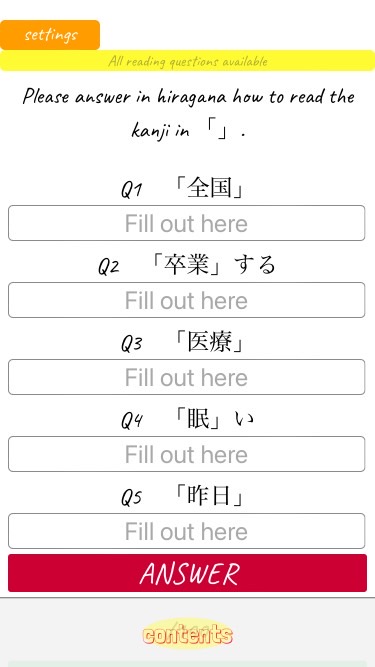 settings
All reading questions available
Please answer in hiragana how to read the
kanji in 「」.
Q1 「全国」
Fill out here
Q2 「卒業」する
Fill out here
Q3 「医療」
Fill out here
Q4 「眠」い
Fill out here
Q5 「昨日」
Fill out here
ANSWER
contents